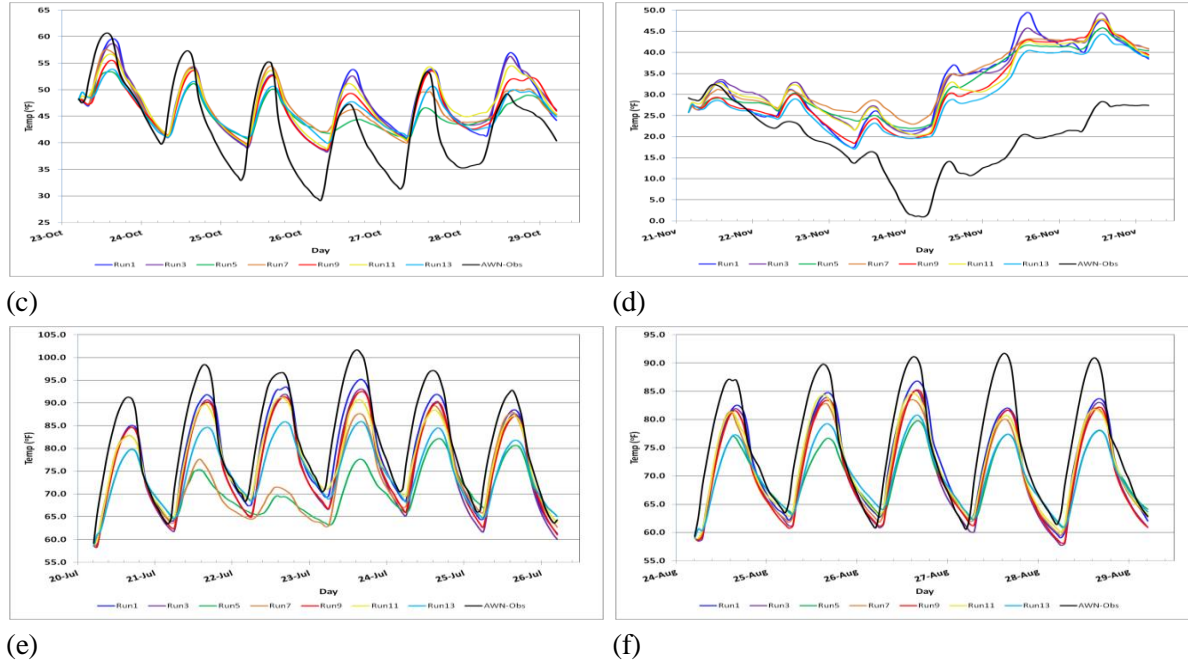 65
60
55
50
45
40
35
30
25
Temp (°F)
23-Oct
24-Oct
25-Oct
26-Oct
27-Oct
28-Oct
29-Oct
Day
Run1 Run3 Run5 Run7 Run9 Run11 Run13 AWN-Obs
50.0
45.0
40.0
35.0
30.0
25.0
20.0
15.0
10.0
5.0
0.0
Temp (°F)
21-Nov
22-Nov
23-Nov
24-Nov
25-Nov
26-Nov
27-Nov
Day
Run1 Run3 Run5 Run7 Run9 Run11 Run13 AWN-Obs
(c)
(d)
105.0
100.0
95.0
90.0
85.0
80.0
75.0
70.0
65.0
60.0
55.0
Temp (°F)
20-Jul
21-Jul
22-Jul
23-Jul
24-Jul
25-Jul
26-Jul
Day
Run1 Run3 Run5 Run7 Run9 Run11 Run13 AWN-Obs
95.0
90.0
85.0
80.0
75.0
70.0
65.0
60.0
55.0
Temp (°F)
24-Aug
25-Aug
26-Aug
27-Aug
28-Aug
29-Aug
Day
Run1 Run3 Run5 Run7 Run9 Run11 Run13 AWN-Obs
(e)
(f)